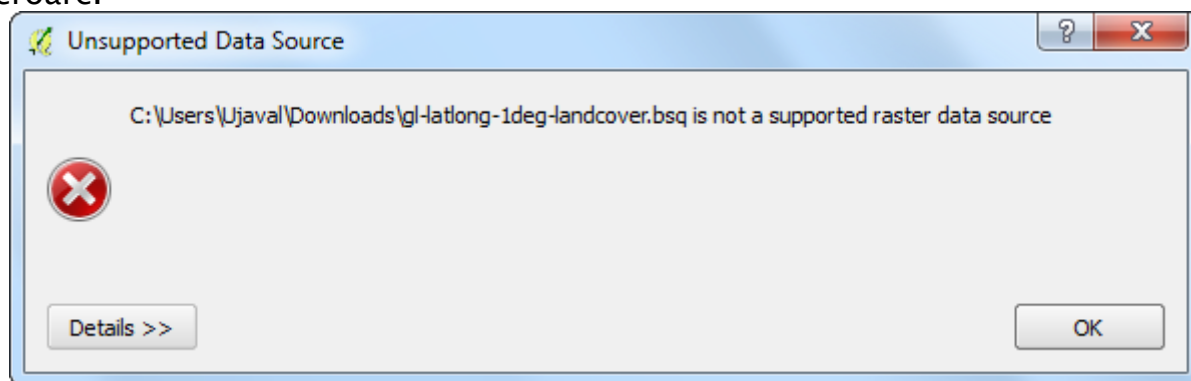 eroare.
Unsupported Data Source
C:\Users\Ujaval\Downloads\gl-latlong-1deg-landcover.bsq is not a supported raster data source
Details >>
OK